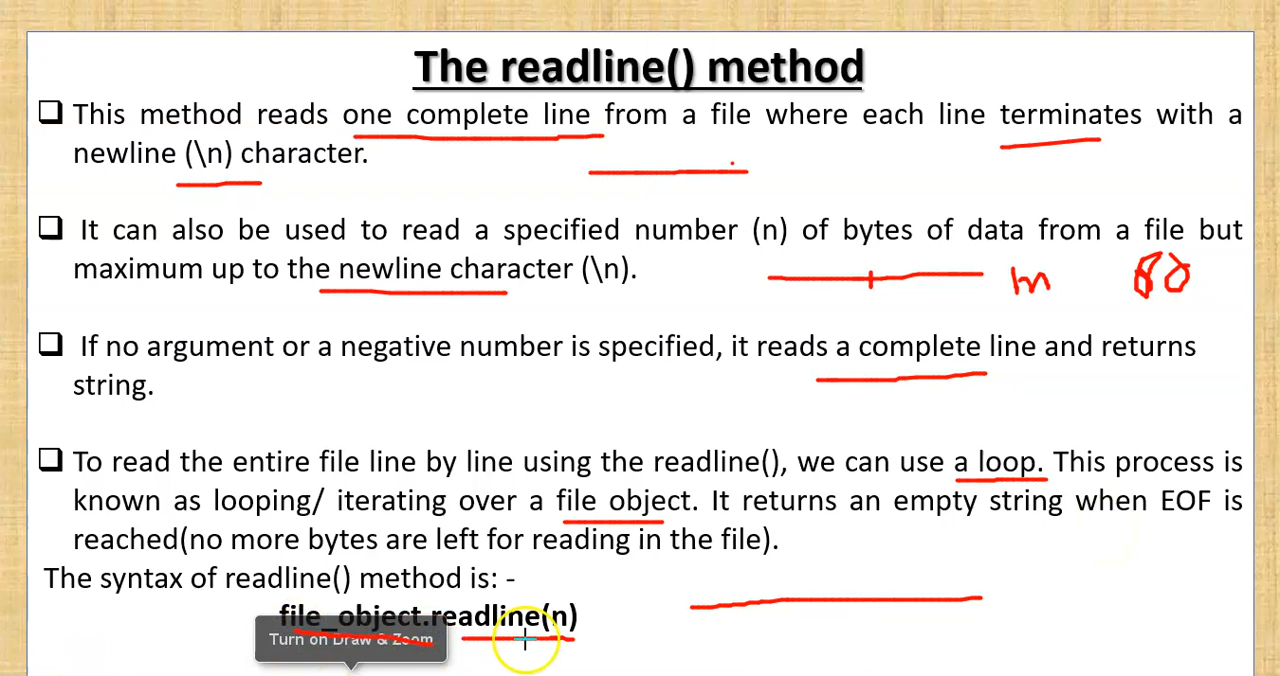 The readline() method
❑ This method reads one complete line from a file where each line terminates with a
newline (\n) character.
❑ It can also be used to read a specified number (n) of bytes of data from a file but
maximum up to the newline character (\n).
❑ If no argument or a negative number is specified, it reads a complete line and returns
string.
❑ To read the entire file line by line using the readline(), we can use a loop. This process is
known as looping/ iterating over a file object. It returns an empty string when EOF is
reached(no more bytes are left for reading in the file).
The syntax of readline() method is: -
file_object.readline(n)
Turn on Draw & Zoom